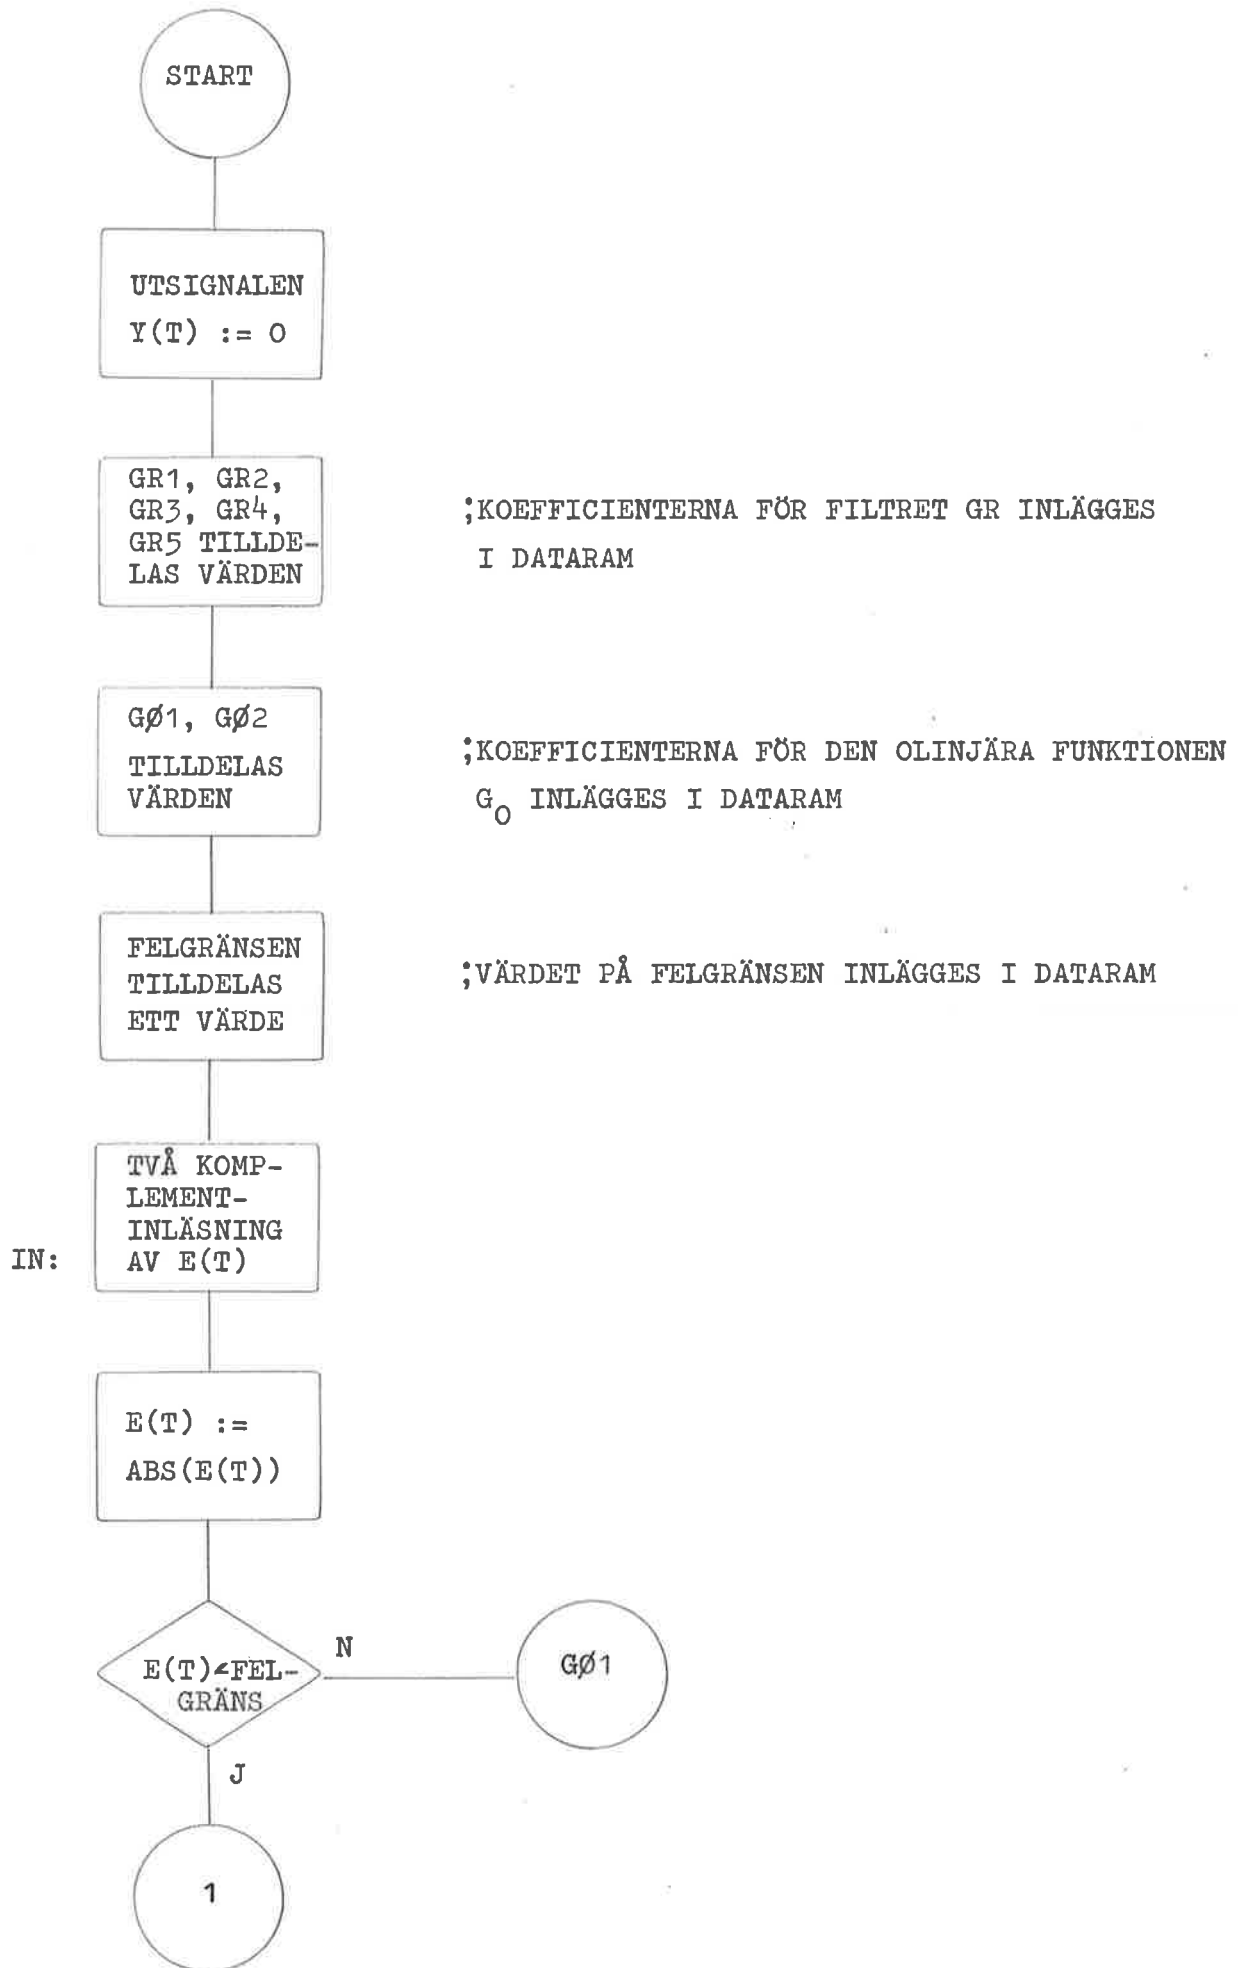 START
UTSIGNALEN
Y(T) := 0
GR1, GR2,
GR3, GR4,
GR5 TILLDE-
LAS VÄRDEN
;KOEFFICIENTERNA FÖR FILTRET GR INLÄGGES
I DATARAM
GØ1, GØ2
TILLDELAS
VÄRDEN
;KOEFFICIENTERNA FÖR DEN OLINJÄRA FUNKTIONEN
G₀ INLÄGGES I DATARAM
FELGRÄNSEN
TILLDELAS
ETT VÄRDE
;VÄRDET PÅ FELGRÄNSEN INLÄGGES I DATARAM
TVÅ KOMP-
LEMENT-
INLÄSNING
AV E(T)
IN:
E(T) :=
ABS(E(T))
E(T)<FEL-
GRÄNS
N
GØ1
J
1